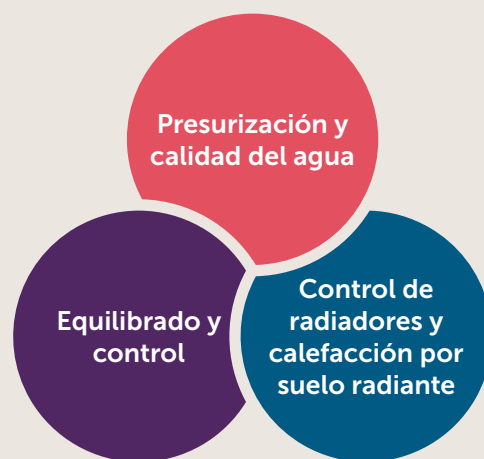 Presurización y
calidad del agua
Equilibrado y
control
Control de
radiadores y
calefacción por
suelo radiante